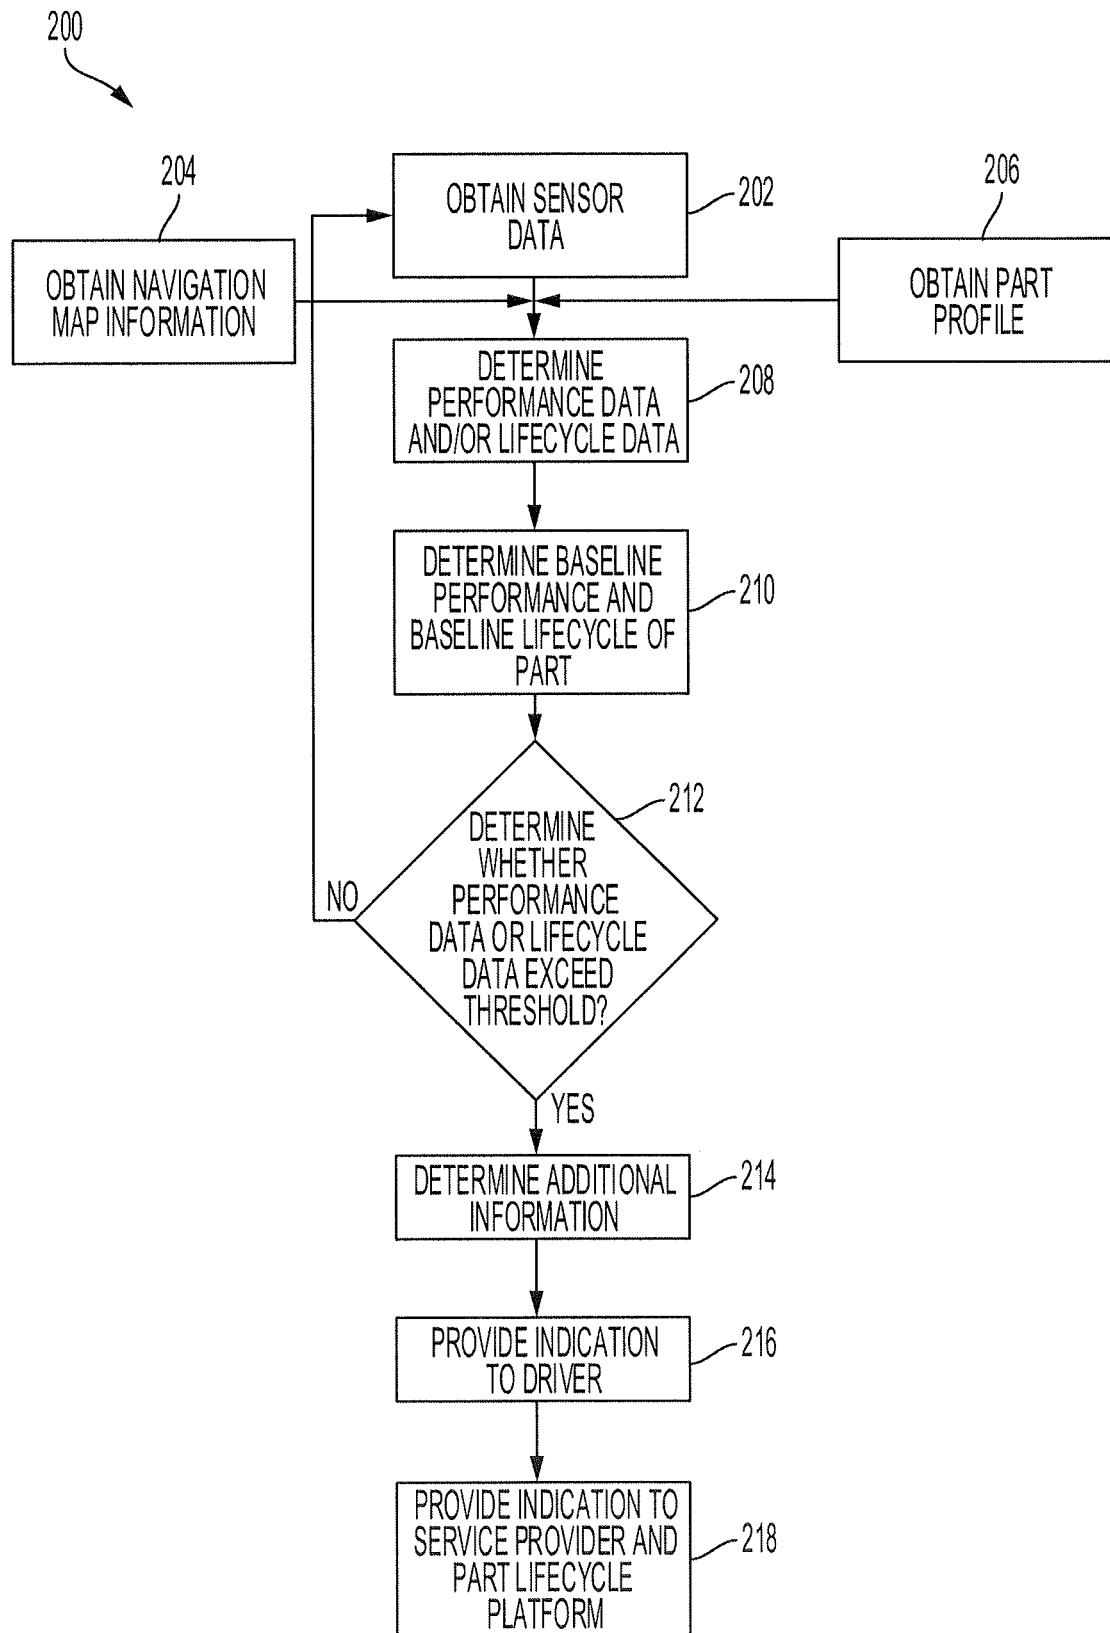 200
204
OBTAIN NAVIGATION
MAP INFORMATION
OBTAIN SENSOR
DATA
202
206
OBTAIN PART
PROFILE
DETERMINE
PERFORMANCE DATA
AND/OR LIFECYCLE DATA
208
DETERMINE BASELINE
PERFORMANCE AND
BASELINE LIFECYCLE OF
PART
210
DETERMINE
WHETHER
PERFORMANCE
DATA OR LIFECYCLE
DATA EXCEED
THRESHOLD?
212
NO
YES
DETERMINE ADDITIONAL
INFORMATION
214
PROVIDE INDICATION
TO DRIVER
216
PROVIDE INDICATION TO
SERVICE PROVIDER AND
PART LIFECYCLE
PLATFORM
218